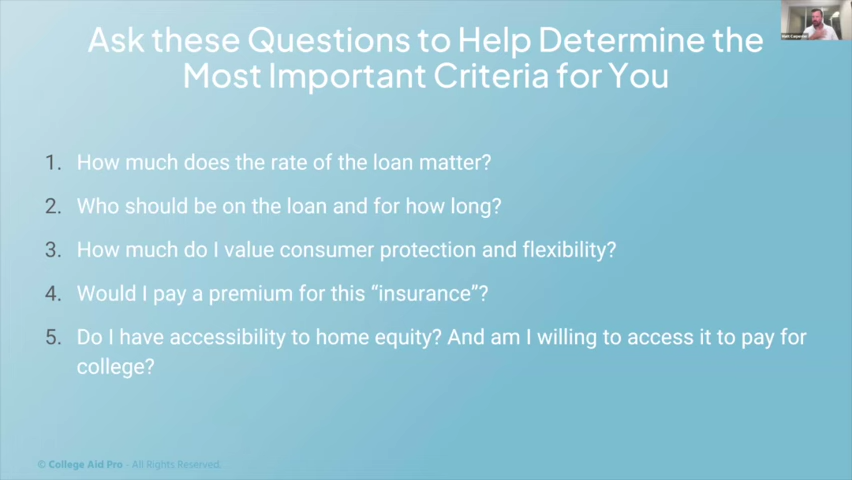 Ask these Questions to Help Determine the
Most Important Criteria for You
1. How much does the rate of the loan matter?
2. Who should be on the loan and for how long?
3. How much do I value consumer protection and flexibility?
4. Would I pay a premium for this “insurance”?
5. Do I have accessibility to home equity? And am I willing to access it to pay for
college?
© College Aid Pro - All Rights Reserved.